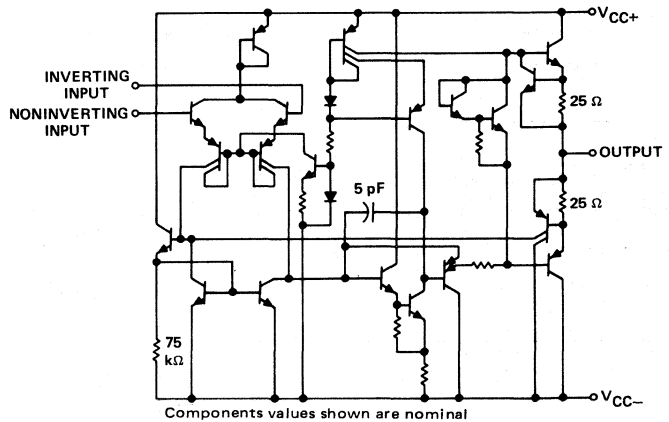 VCC+
INVERTING
INPUT
NONINVERTING
INPUT
25 Ω
OUTPUT
5 pF
25 Ω
75
kΩ
VCC−
Components values shown are nominal